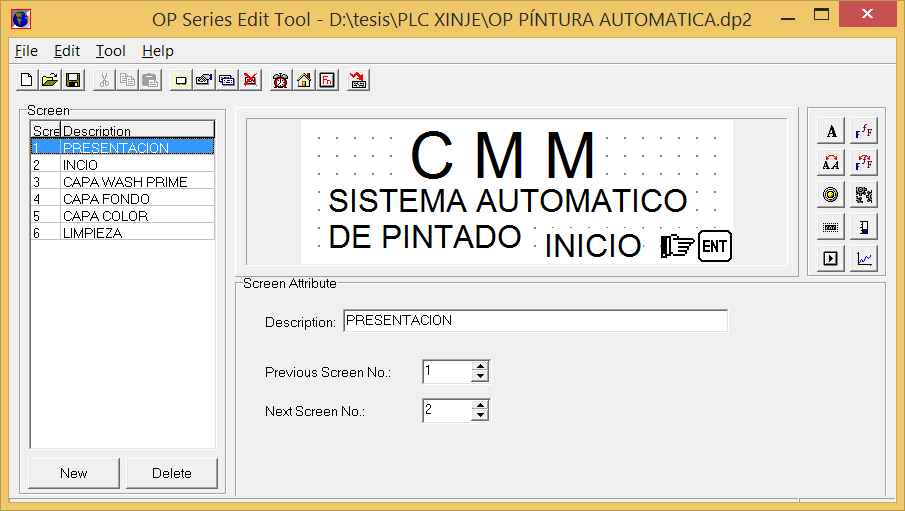 OP Series Edit Tool - D:\tesis\PLC XINJE\OP PÍNTURA AUTOMATICA.dp2
File Edit Tool Help
Screen
Scre Description
1 PRESENTACION
2 INCIO
3 CAPA WASH PRIME
4 CAPA FONDO
5 CAPA COLOR
6 LIMPIEZA
New Delete
C M M
SISTEMA AUTOMATICO
DE PINTADO INICIO ENT
Screen Attribute
Description: PRESENTACION
Previous Screen No.: 1
Next Screen No.: 2
A F f F
A.A F F